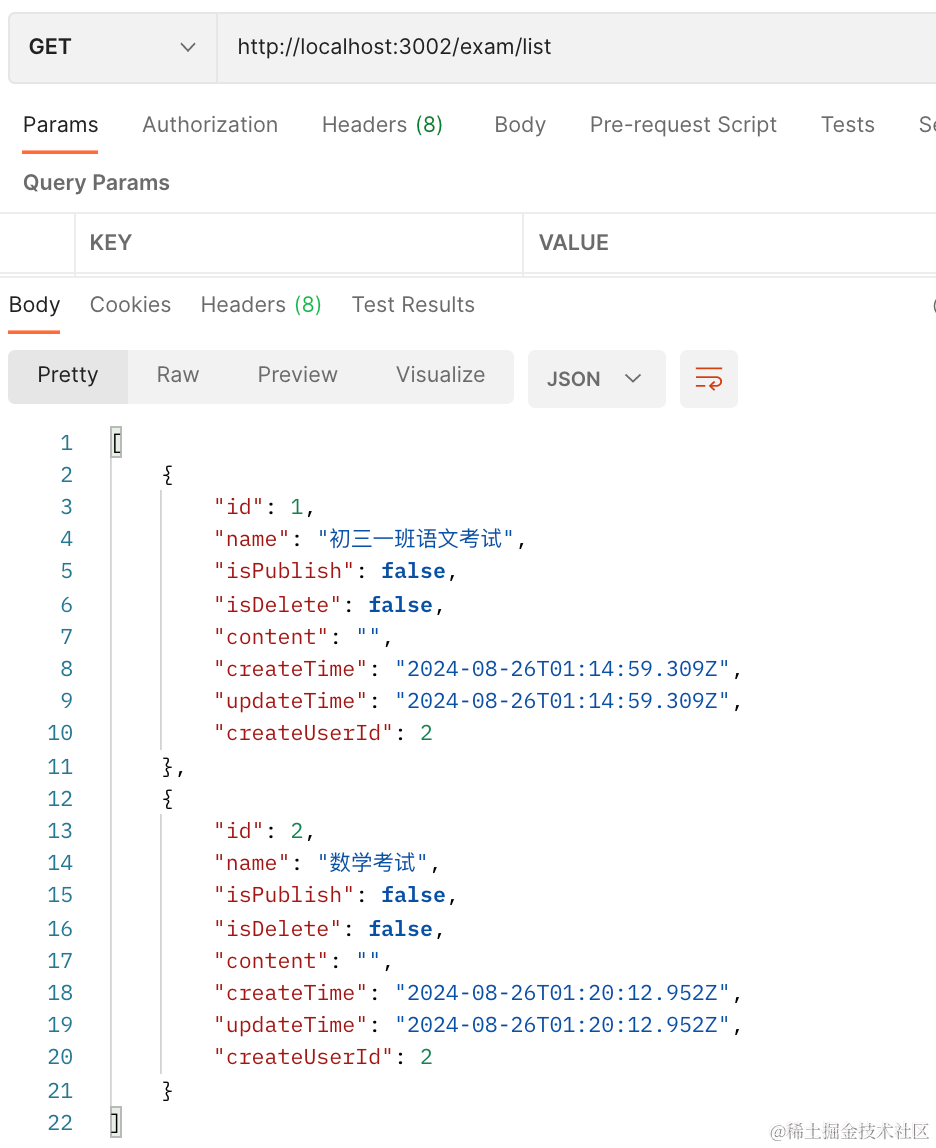 GET http://localhost:3002/exam/list
Params Authorization Headers (8) Body Pre-request Script Tests
Query Params
KEY VALUE
Body Cookies Headers (8) Test Results
Pretty Raw Preview Visualize JSON
1 [
2 {
3 "id": 1,
4 "name": "初三一班语文考试",
5 "isPublish": false,
6 "isDelete": false,
7 "content": "",
8 "createTime": "2024-08-26T01:14:59.309Z",
9 "updateTime": "2024-08-26T01:14:59.309Z",
10 "createUserId": 2
11 },
12 {
13 "id": 2,
14 "name": "数学考试",
15 "isPublish": false,
16 "isDelete": false,
17 "content": "",
18 "createTime": "2024-08-26T01:20:12.952Z",
19 "updateTime": "2024-08-26T01:20:12.952Z",
20 "createUserId": 2
21 }
22 ]
@稀土掘金技术社区